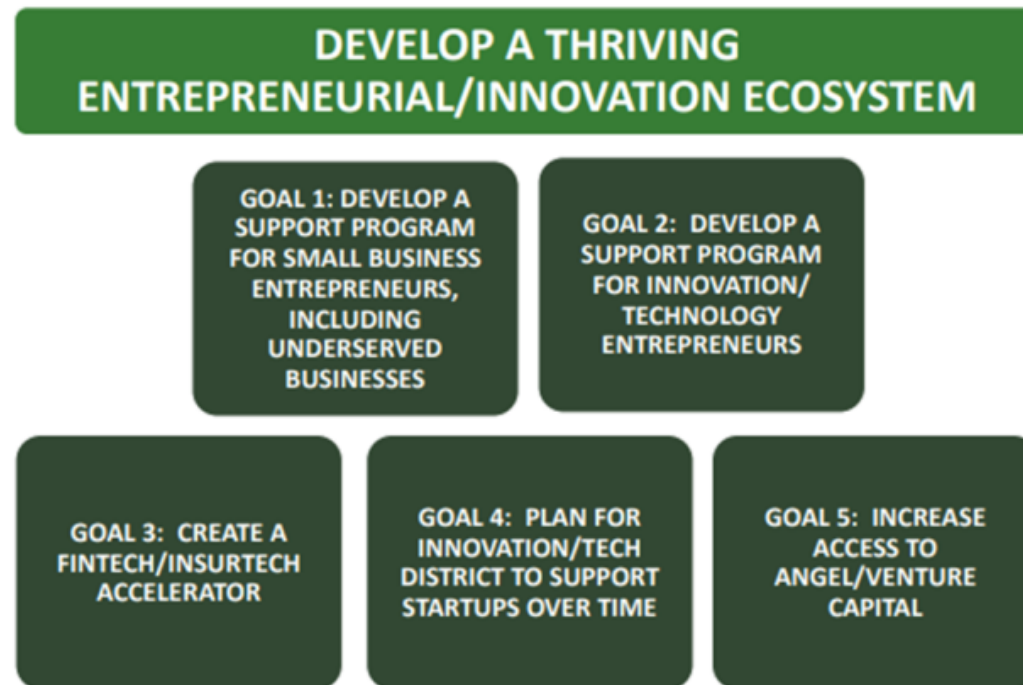 DEVELOP A THRIVING
ENTREPRENEURIAL/INNOVATION ECOSYSTEM
GOAL 1: DEVELOP A
SUPPORT PROGRAM
FOR SMALL BUSINESS
ENTREPRENEURS,
INCLUDING
UNDERSERVED
BUSINESSES
GOAL 2: DEVELOP A
SUPPORT PROGRAM
FOR INNOVATION/
TECHNOLOGY
ENTREPRENEURS
GOAL 3: CREATE A
FINTECH/INSURTECH
ACCELERATOR
GOAL 4: PLAN FOR
INNOVATION/TECH
DISTRICT TO SUPPORT
STARTUPS OVER TIME
GOAL 5: INCREASE
ACCESS TO
ANGEL/VENTURE
CAPITAL